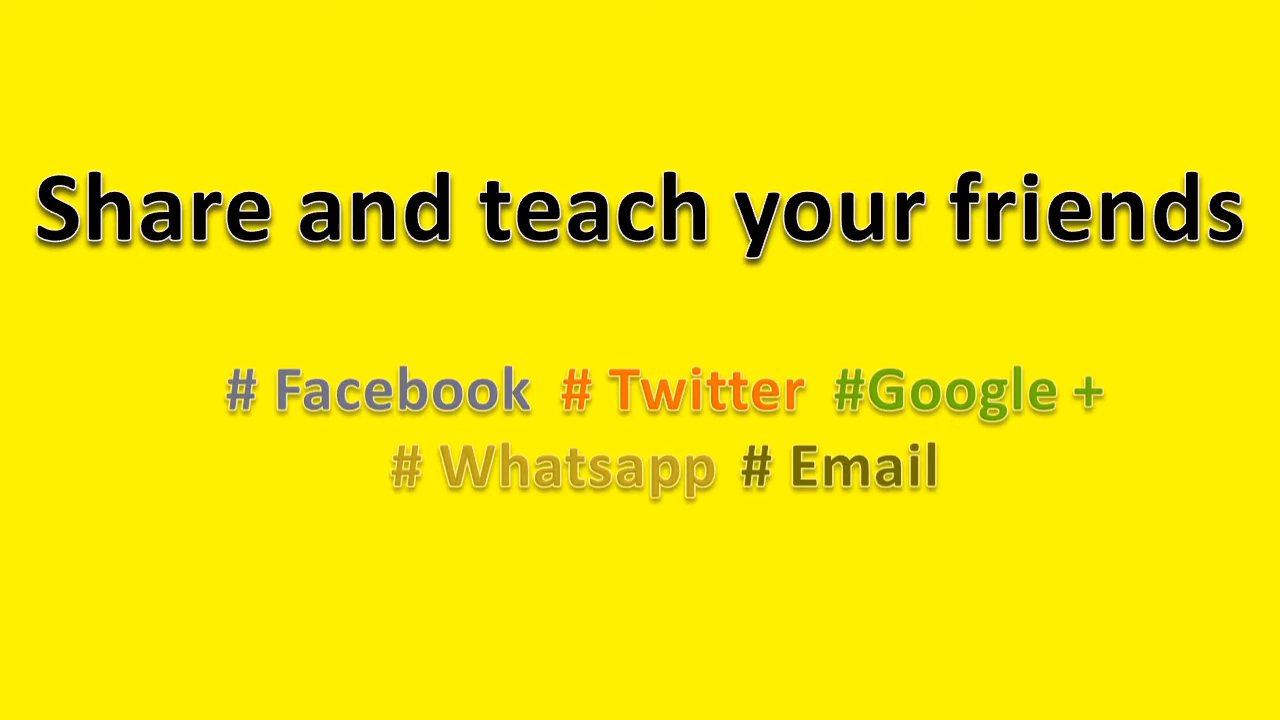 Share and teach your friends
# Facebook # Twitter #Google +
# Whatsapp # Email